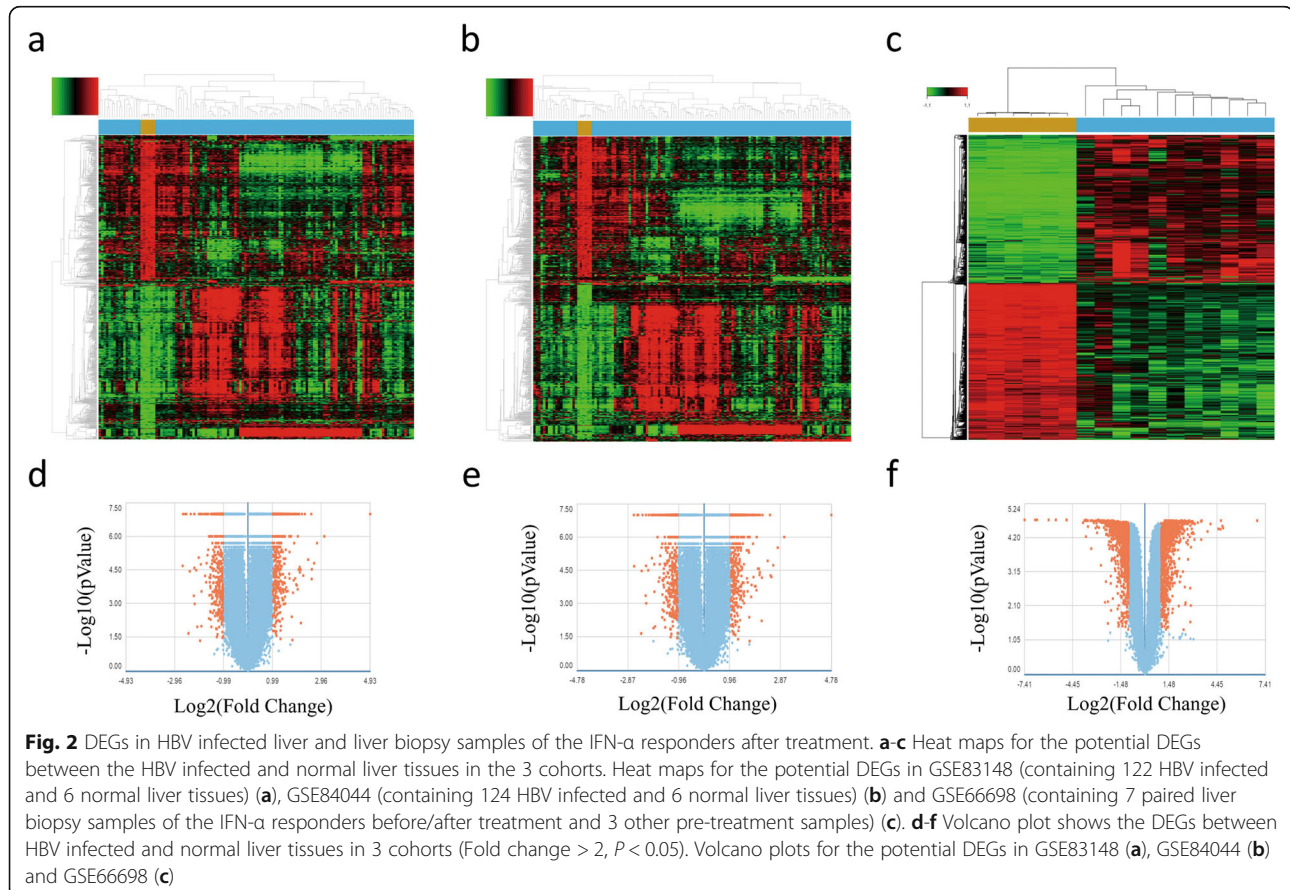 a
b
c
-1,1
1,1
d
e
f
7.50
6.00
4.50
3.00
1.50
0.00
-4.93
-2.96
-0.99
0.96
2.96
4.93
-Log10(pValue)
Log2(Fold Change)
7.50
6.00
4.50
3.00
1.50
0.00
-4.78
-2.96
-0.96
0.96
2.96
4.78
-Log10(pValue)
Log2(Fold Change)
5.24
4.20
3.15
2.10
1.05
0.00
-7.41
-4.45
-1.48
1.48
4.45
7.41
-Log10(pValue)
Log2(Fold Change)
Fig. 2 DEGs in HBV infected liver and liver biopsy samples of the IFN-α responders after treatment. a-c Heat maps for the potential DEGs
between the HBV infected and normal liver tissues in the 3 cohorts. Heat maps for the potential DEGs in GSE83148 (containing 122 HBV infected
and 6 normal liver tissues) (a), GSE84044 (containing 124 HBV infected and 6 normal liver tissues) (b) and GSE66698 (containing 7 paired liver
biopsy samples of the IFN-α responders before/after treatment and 3 other pre-treatment samples) (c). d-f Volcano plot shows the DEGs between
HBV infected and normal liver tissues in 3 cohorts (Fold change > 2, P < 0.05). Volcano plots for the potential DEGs in GSE83148 (a), GSE84044 (b)
and GSE66698 (c)